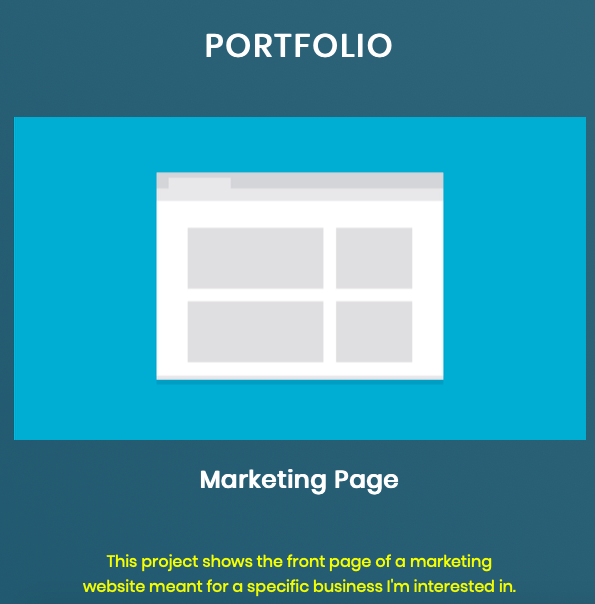 PORTFOLIO
Marketing Page
This project shows the front page of a marketing
website meant for a specific business I'm interested in.